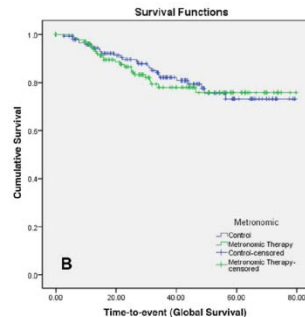 Survival Functions
Cumulative Survival
1.0
0.8
0.6
0.4
0.2
0.0
B
Metronomic
Control
Metronomic Therapy
Control-censored
Metronomic Therapy-
censored
.00
20.00
40.00
60.00
80.00
Time-to-event (Global Survival)